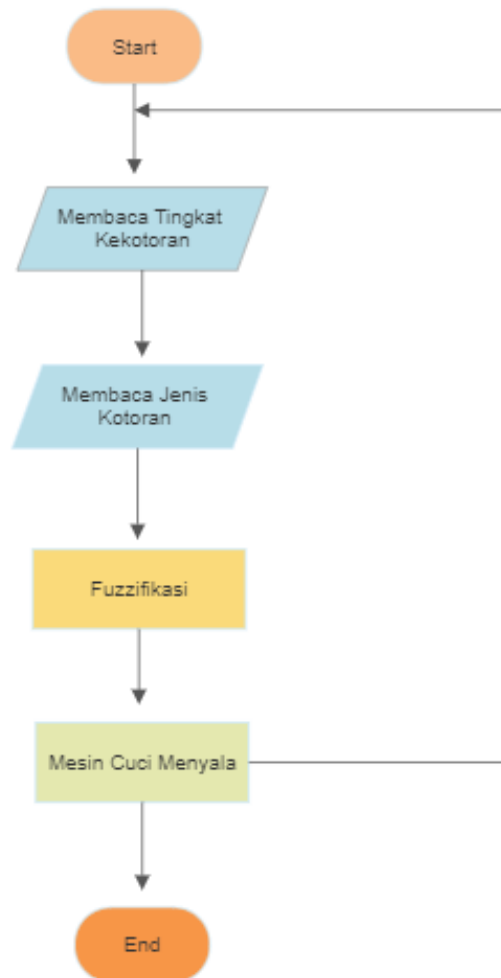 Start
Membaca Tingkat
Kekotoran
Membaca Jenis
Kotoran
Fuzzifikasi
Mesin Cuci Menyala
End